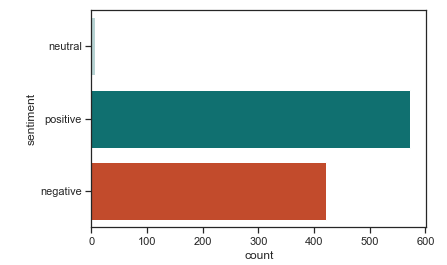 neutral
positive
negative
sentiment
0 100 200 300 400 500 600
count